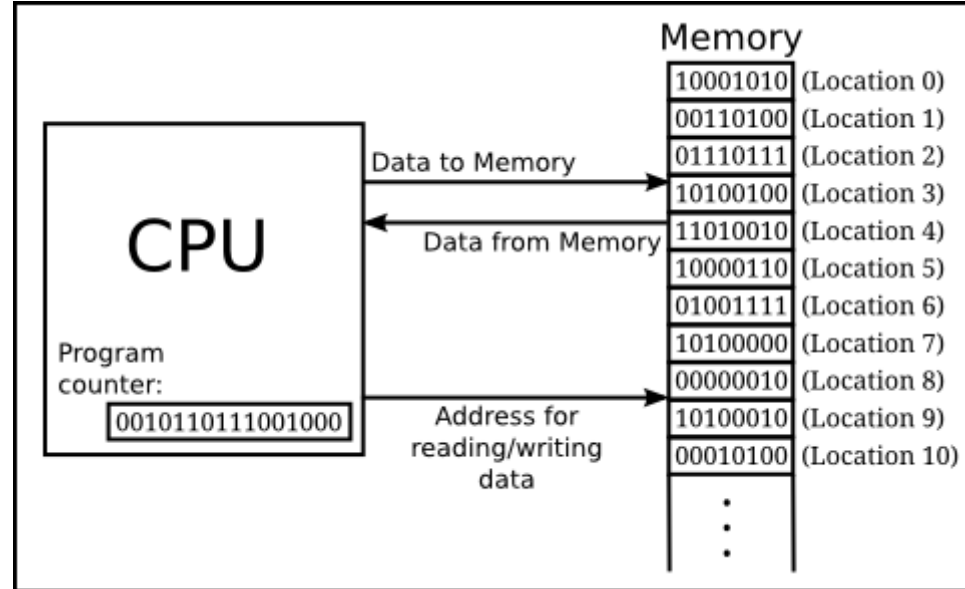 Memory
10001010 (Location 0)
00110100 (Location 1)
01110111 (Location 2)
10100100 (Location 3)
11010010 (Location 4)
10000110 (Location 5)
01001111 (Location 6)
10100000 (Location 7)
00000010 (Location 8)
10100010 (Location 9)
00010100 (Location 10)
Data to Memory
Data from Memory
CPU
Program
counter:
0010110111001000
Address for
reading/writing
data